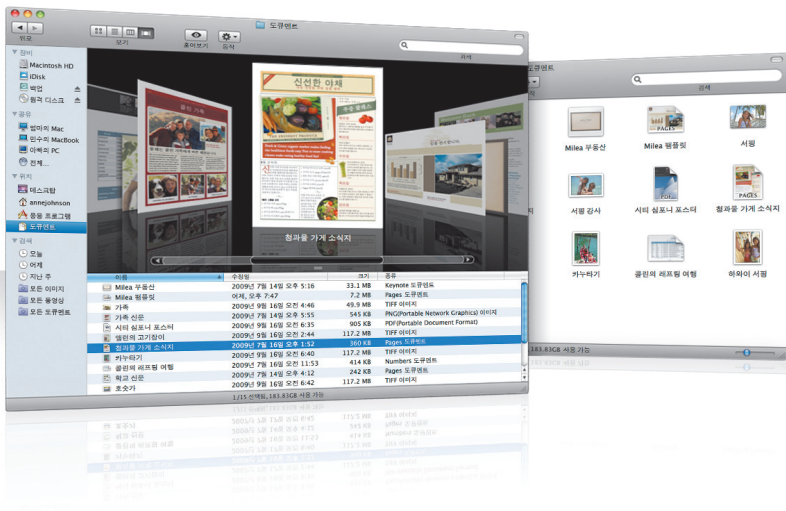 도큐멘트
뒤로
보기
훑어보기
동작
검색
장비
Macintosh HD
iDisk
백업
원격 디스크
공유
엄마의 Mac
민수의 MacBook
아빠의 PC
전체...
위치
데스크탑
annejohnson
응용 프로그램
도큐멘트
검색
오늘
어제
지난 주
모든 이미지
모든 동영상
모든 도큐멘트
신선한 야채
청과물 가게 소식지
이름 수정일 크기 종류
Milea 부동산 2009년 7월 14일 오후 5:16 33.1 MB Keynote 도큐멘트
Milea 팸플릿 어제, 오후 7:47 7.2 MB Pages 도큐멘트
가족 2009년 9월 16일 오전 4:46 49.9 MB TIFF 이미지
가족 신문 2009년 7월 14일 오후 5:55 545 KB PNG(Portable Network Graphics) 이미지
시티 심포니 포스터 2009년 9월 16일 오후 6:35 905 KB PDF(Portable Document Format)
엘린의 고기잡이 2009년 9월 16일 오전 2:44 117.2 MB TIFF 이미지
청과물 가게 소식지 2009년 7월 16일 오후 1:52 360 KB Pages 도큐멘트
카누타기 2009년 9월 16일 오전 6:40 117.2 MB TIFF 이미지
콜린의 래프팅 여행 2009년 7월 16일 오전 11:53 414 KB Numbers 도큐멘트
학교 신문 2009년 7월 14일 오후 4:12 242 KB Pages 도큐멘트
호숫가 2009년 9월 16일 오전 6:42 117.2 MB TIFF 이미지
1/15 선택됨, 183.83GB 사용 가능
도큐멘트
검색
PAGES
Milea 부동산
Milea 팸플릿
서핑
PDF
PAGES
서핑 강사
시티 심포니 포스터
청과물 가게 소식지
카누타기
콜린의 래프팅 여행
하와이 서핑
183.83GB 사용 가능